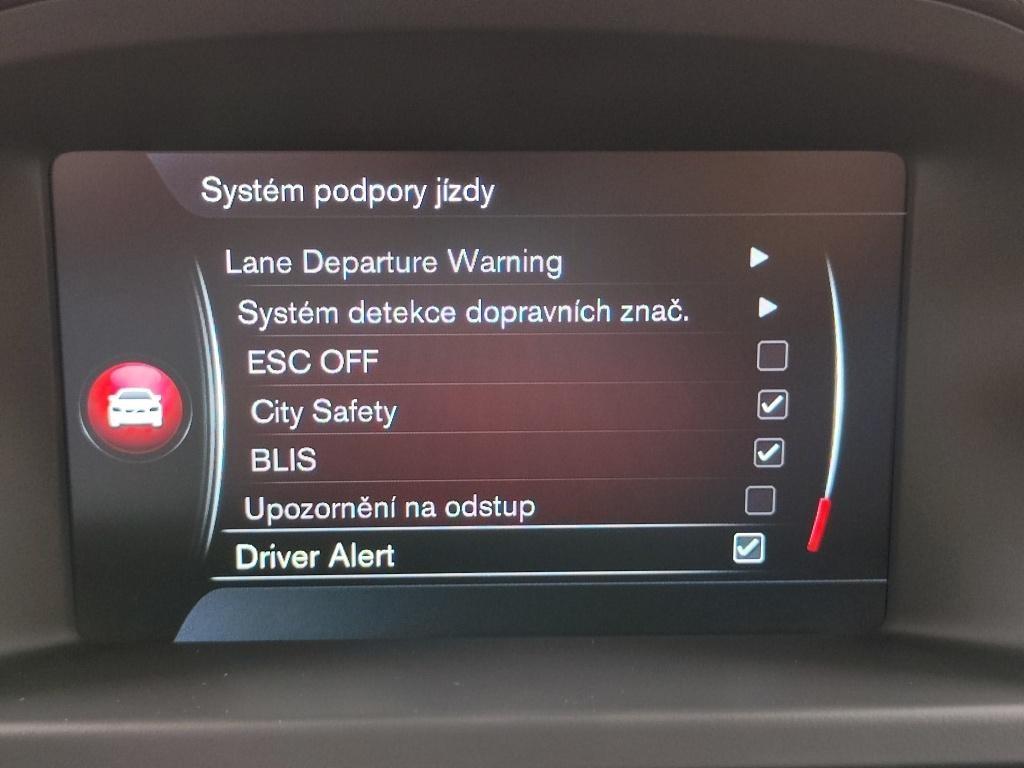 Systém podpory jízdy
Lane Departure Warning
Systém detekce dopravních znač.
ESC OFF
City Safety
BLIS
Upozornění na odstup
Driver Alert